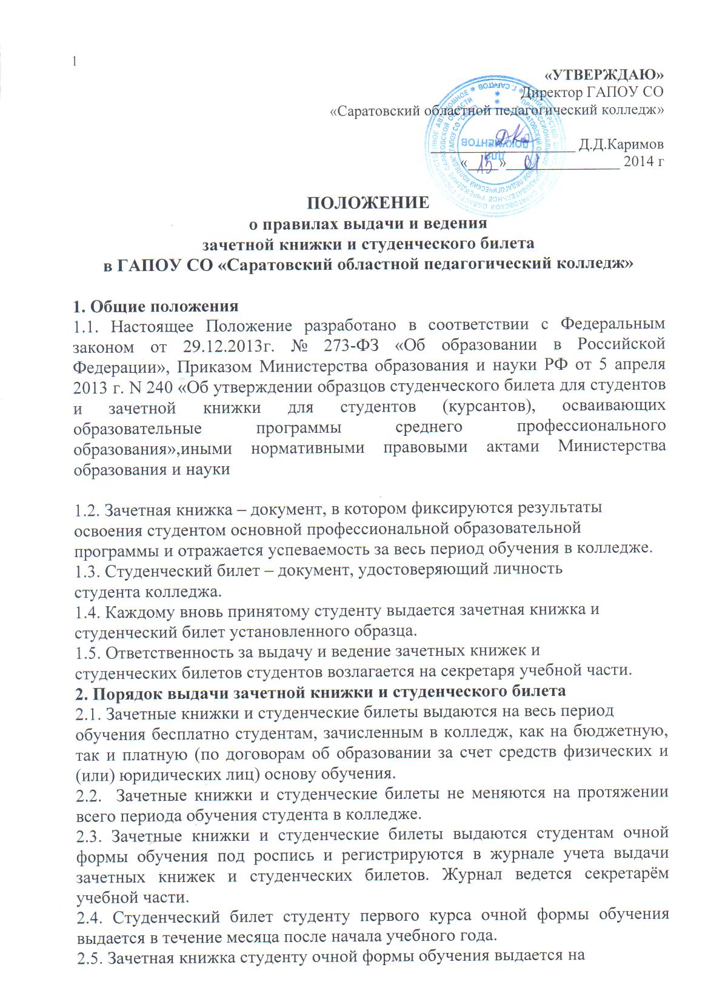 1
«УТВЕРЖДАЮ»
Директор ГАПОУ СО
«Саратовский областной педагогический колледж»
Д.Д.Каримов
«15» 01 2014 г
ДЛЯ ДОКУМЕНТОВ
ПОЛОЖЕНИЕ
о правилах выдачи и ведения
зачетной книжки и студенческого билета
в ГАПОУ СО «Саратовский областной педагогический колледж»
1. Общие положения
1.1. Настоящее Положение разработано в соответствии с Федеральным
законом от 29.12.2013г. № 273-ФЗ «Об образовании в Российской
Федерации», Приказом Министерства образования и науки РФ от 5 апреля
2013 г. N 240 «Об утверждении образцов студенческого билета для студентов
и зачетной книжки для студентов (курсантов), осваивающих
образовательные программы среднего профессионального
образования»,иными нормативными правовыми актами Министерства
образования и науки
1.2. Зачетная книжка – документ, в котором фиксируются результаты
освоения студентом основной профессиональной образовательной
программы и отражается успеваемость за весь период обучения в колледже.
1.3. Студенческий билет – документ, удостоверяющий личность
студента колледжа.
1.4. Каждому вновь принятому студенту выдается зачетная книжка и
студенческий билет установленного образца.
1.5. Ответственность за выдачу и ведение зачетных книжек и
студенческих билетов студентов возлагается на секретаря учебной части.
2. Порядок выдачи зачетной книжки и студенческого билета
2.1. Зачетные книжки и студенческие билеты выдаются на весь период
обучения бесплатно студентам, зачисленным в колледж, как на бюджетную,
так и платную (по договорам об образовании за счет средств физических и
(или) юридических лиц) основу обучения.
2.2. Зачетные книжки и студенческие билеты не меняются на протяжении
всего периода обучения студента в колледже.
2.3. Зачетные книжки и студенческие билеты выдаются студентам очной
формы обучения под роспись и регистрируются в журнале учета выдачи
зачетных книжек и студенческих билетов. Журнал ведется секретарём
учебной части.
2.4. Студенческий билет студенту первого курса очной формы обучения
выдается в течение месяца после начала учебного года.
2.5. Зачетная книжка студенту очной формы обучения выдается на